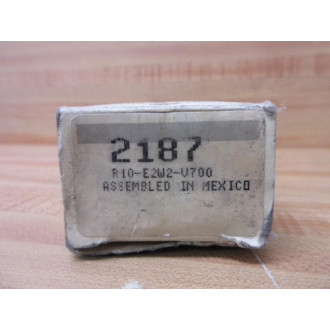 2187
R10-E2W2-V700
ASSEMBLED IN MEXICO